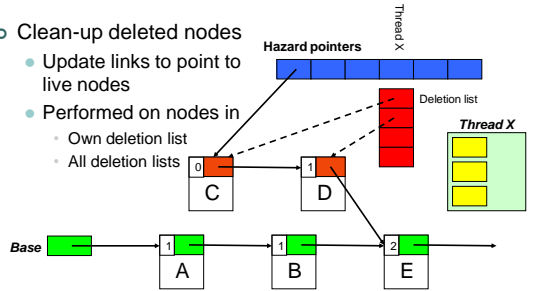 Clean-up deleted nodes
Update links to point to
live nodes
Performed on nodes in
Own deletion list
All deletion lists
Hazard pointers
Thread X
Deletion list
Thread X
0
C
1
D
Base
1
A
1
B
2
E